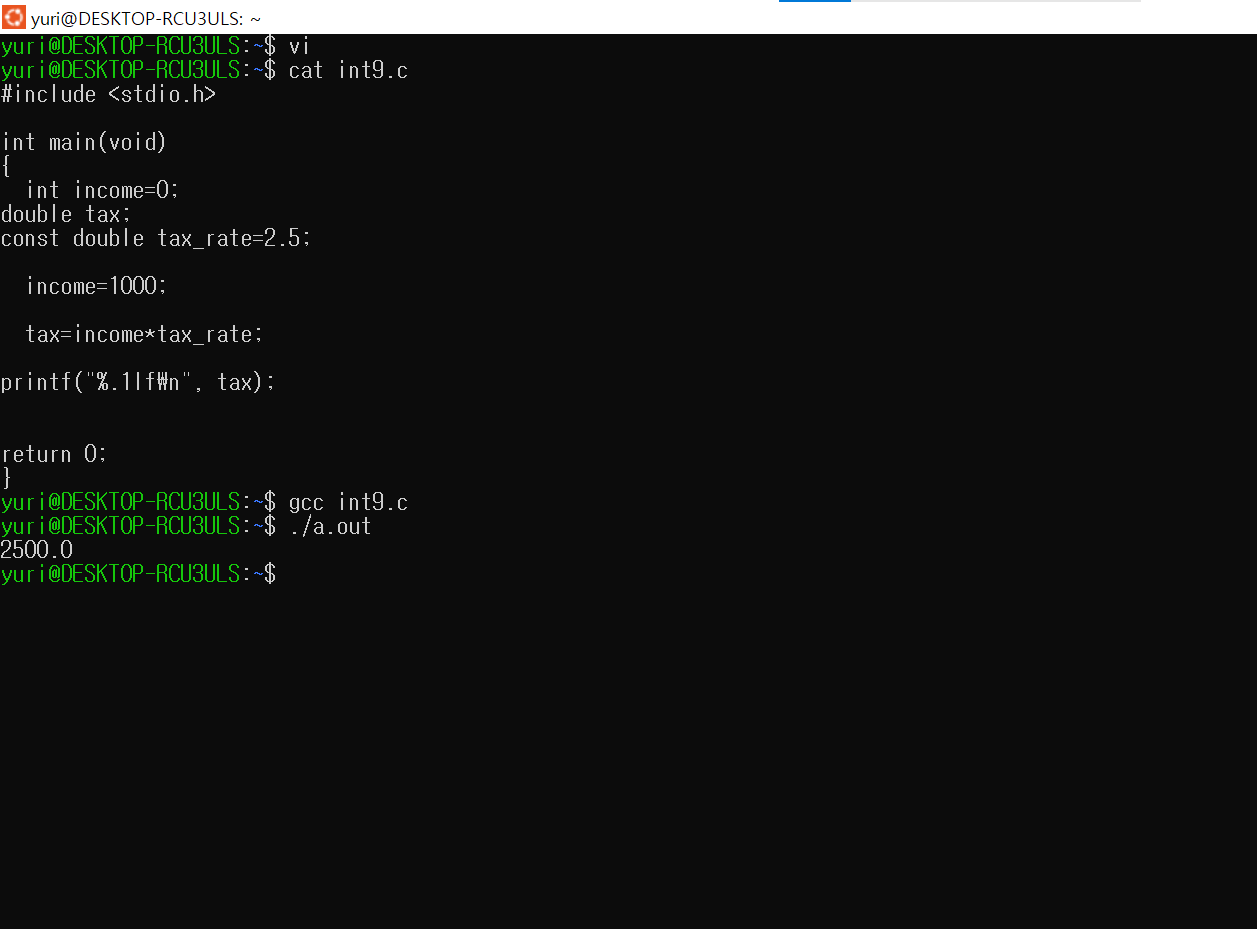 yuri@DESKTOP-RCU3ULS: ~
yuri@DESKTOP-RCU3ULS:~$ vi
yuri@DESKTOP-RCU3ULS:~$ cat int9.c
#include <stdio.h>
int main(void)
{
  int income=0;
double tax;
const double tax_rate=2.5;
  income=1000;
  tax=income*tax_rate;
printf("%.1lf₩n", tax);
return 0;
}
yuri@DESKTOP-RCU3ULS:~$ gcc int9.c
yuri@DESKTOP-RCU3ULS:~$ ./a.out
2500.0
yuri@DESKTOP-RCU3ULS:~$